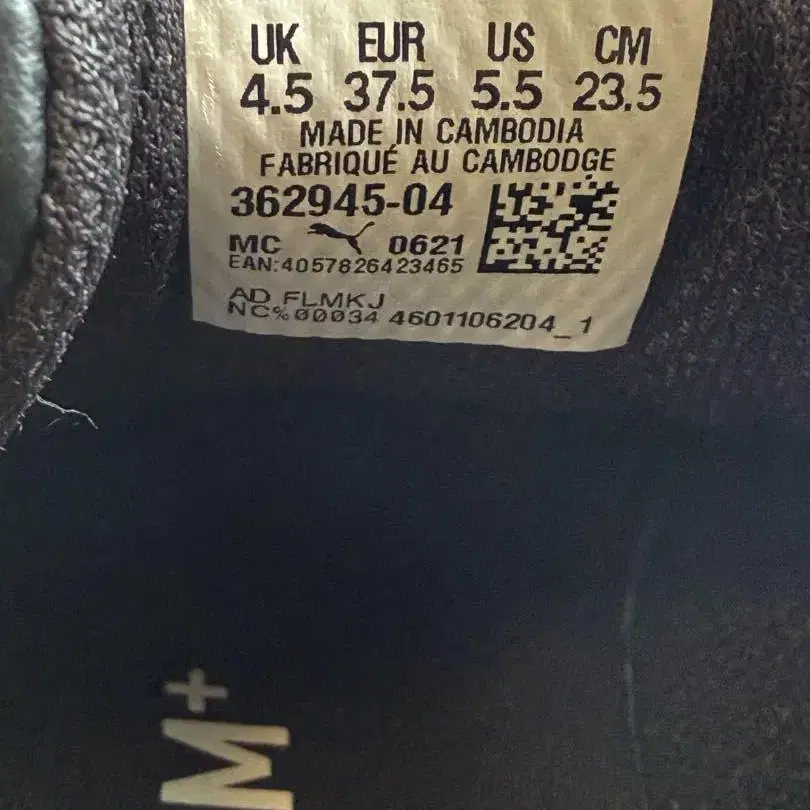 UK EUR US CM
4.5 37.5 5.5 23.5
MADE IN CAMBODIA
FABRIQUÉ AU CAMBODGE
362945-04
MC 0621
EAN:4057826423465
AD FLMKJ
NC%00034 4601106204_1
M+